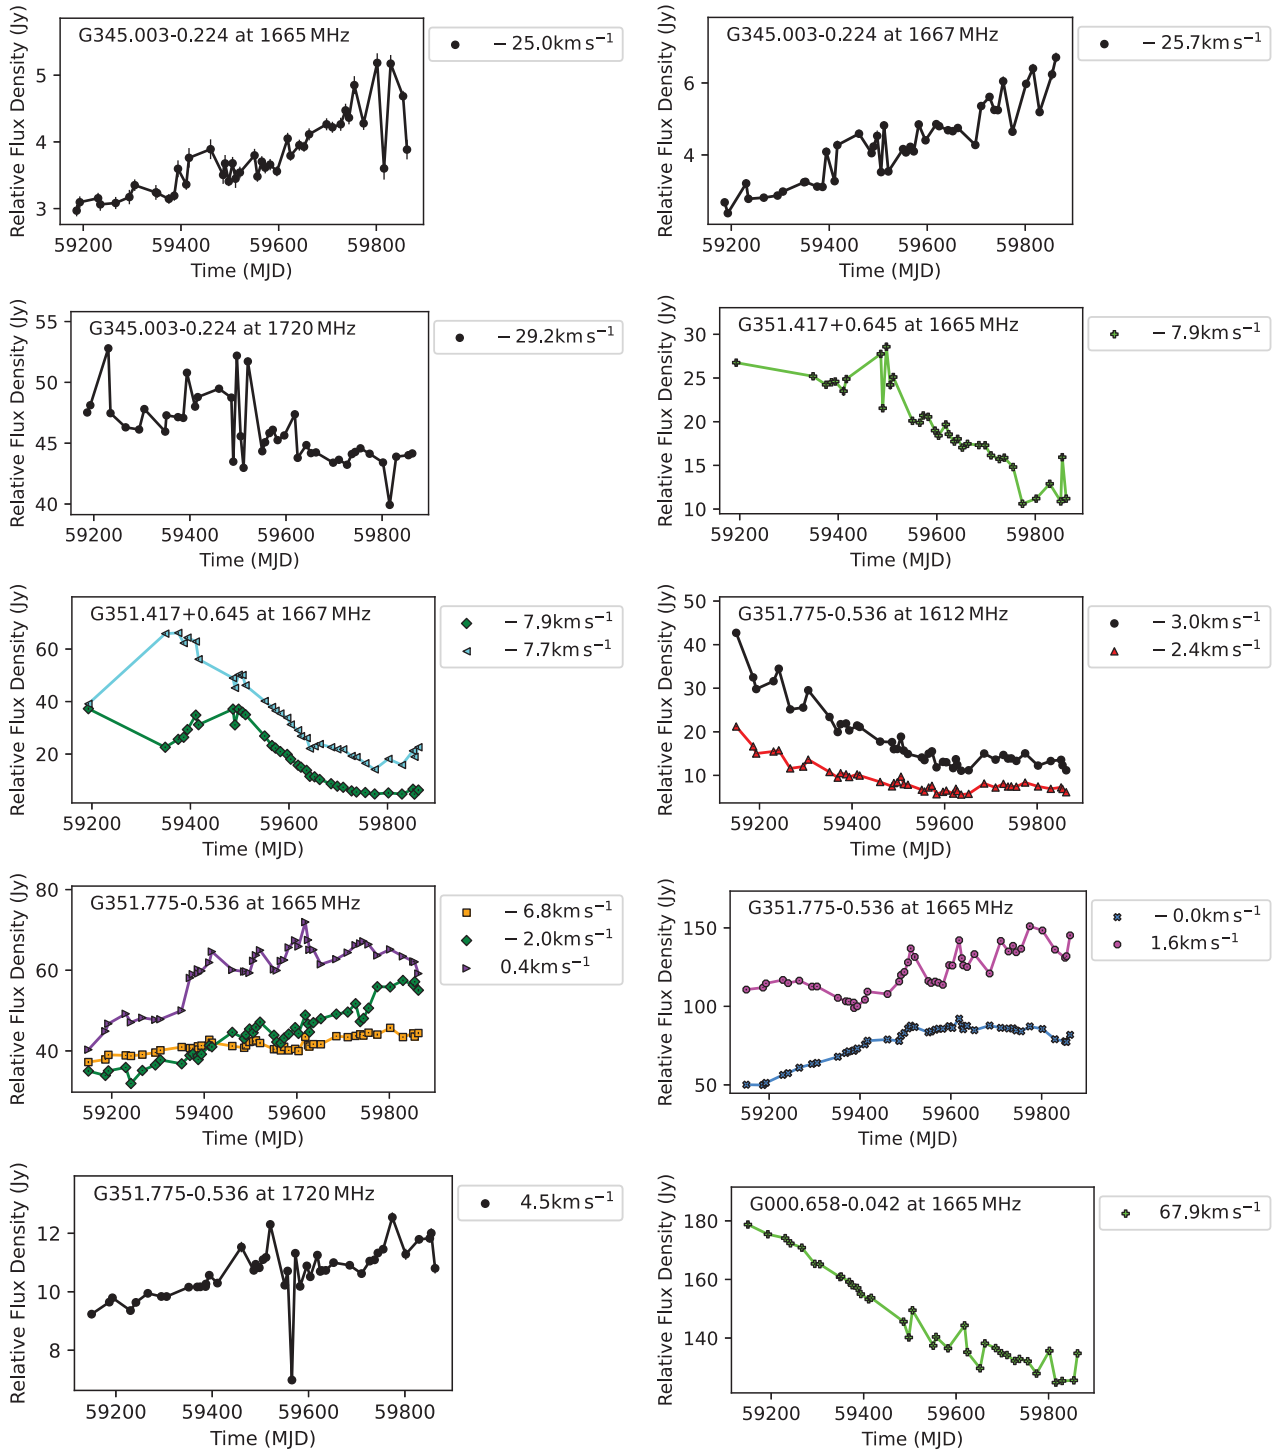 G345.003-0.224 at 1665 MHz
− 25.0km s⁻¹
Relative Flux Density (Jy)
5
4
3
59200 59400 59600 59800
Time (MJD)
G345.003-0.224 at 1667 MHz
− 25.7km s⁻¹
Relative Flux Density (Jy)
6
4
59200 59400 59600 59800
Time (MJD)
G345.003-0.224 at 1720 MHz
− 29.2km s⁻¹
Relative Flux Density (Jy)
55
50
45
40
59200 59400 59600 59800
Time (MJD)
G351.417+0.645 at 1665 MHz
− 7.9km s⁻¹
Relative Flux Density (Jy)
30
25
20
15
10
59200 59400 59600 59800
Time (MJD)
G351.417+0.645 at 1667 MHz
− 7.9km s⁻¹
− 7.7km s⁻¹
Relative Flux Density (Jy)
60
40
20
59200 59400 59600 59800
Time (MJD)
G351.775-0.536 at 1612 MHz
− 3.0km s⁻¹
− 2.4km s⁻¹
Relative Flux Density (Jy)
50
40
30
20
10
59200 59400 59600 59800
Time (MJD)
G351.775-0.536 at 1665 MHz
− 6.8km s⁻¹
− 2.0km s⁻¹
0.4km s⁻¹
Relative Flux Density (Jy)
80
60
40
59200 59400 59600 59800
Time (MJD)
G351.775-0.536 at 1665 MHz
− 0.0km s⁻¹
1.6km s⁻¹
Relative Flux Density (Jy)
150
100
50
59200 59400 59600 59800
Time (MJD)
G351.775-0.536 at 1720 MHz
4.5km s⁻¹
Relative Flux Density (Jy)
12
10
8
59200 59400 59600 59800
Time (MJD)
G000.658-0.042 at 1665 MHz
67.9km s⁻¹
Relative Flux Density (Jy)
180
160
140
59200 59400 59600 59800
Time (MJD)